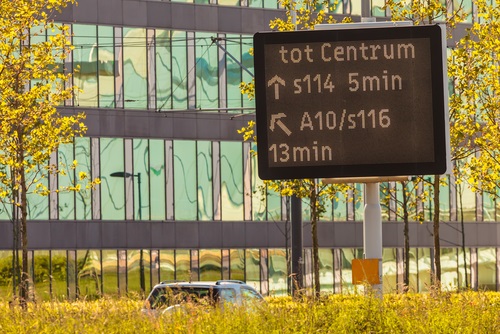 tot Centrum
↑ s114 5min
↖ A10/s116
13min